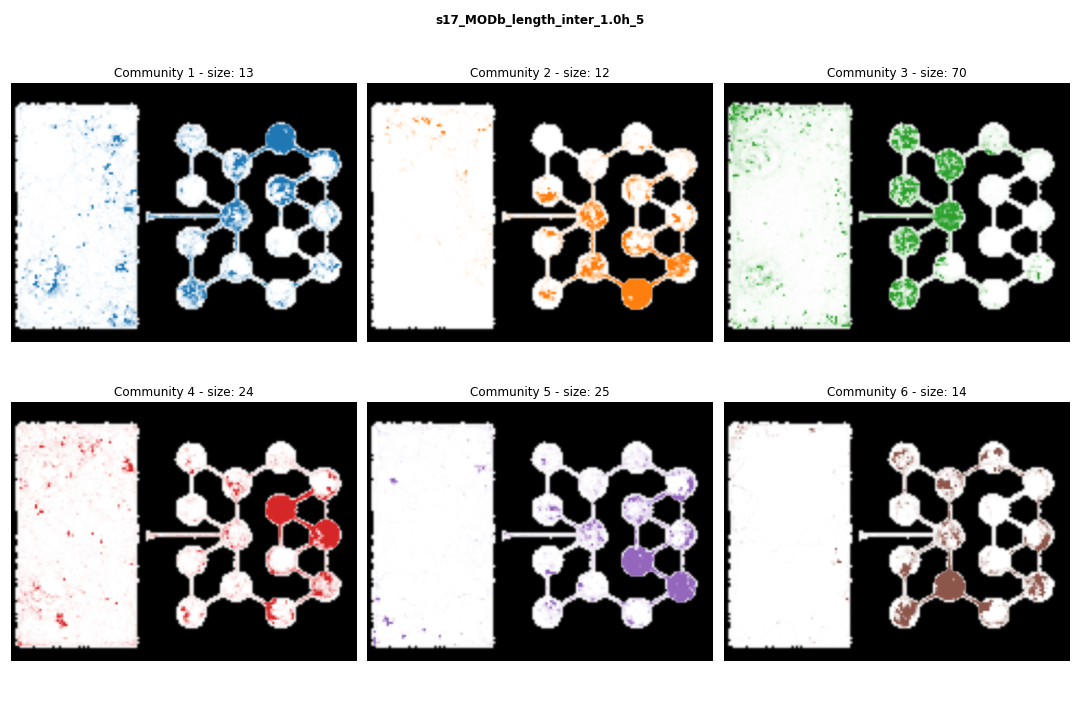 s17_MODb_length_inter_1.0h_5
Community 1 - size: 13
Community 2 - size: 12
Community 3 - size: 70
Community 4 - size: 24
Community 5 - size: 25
Community 6 - size: 14